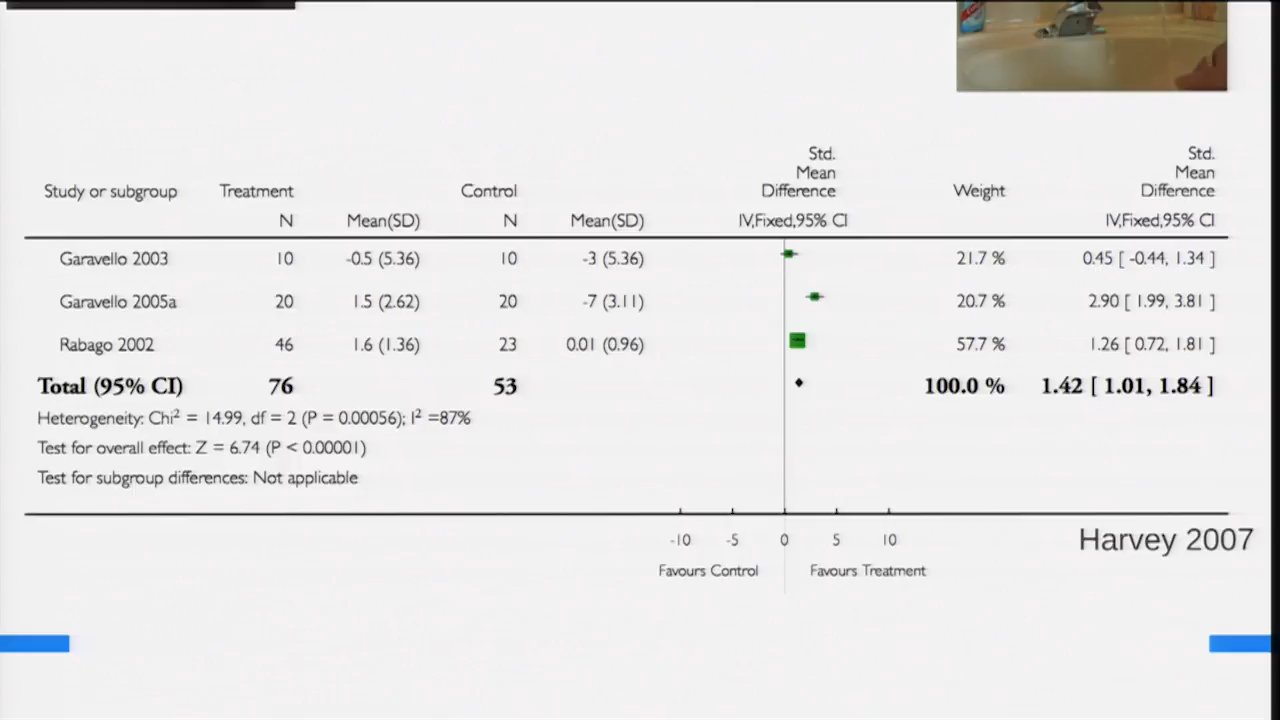 Std.
Mean
Difference
Std.
Mean
Difference
Study or subgroup Treatment Control Weight
N Mean(SD) N Mean(SD) IV,Fixed,95% CI IV,Fixed,95% CI
Garavello 2003 10 -0.5 (5.36) 10 -3 (5.36) 21.7 % 0.45 [ -0.44, 1.34 ]
Garavello 2005a 20 1.5 (2.62) 20 -7 (3.11) 20.7 % 2.90 [ 1.99, 3.81 ]
Rabago 2002 46 1.6 (1.36) 23 0.01 (0.96) 57.7 % 1.26 [ 0.72, 1.81 ]
Total (95% CI) 76 53 100.0 % 1.42 [ 1.01, 1.84 ]
Heterogeneity: Chi² = 14.99, df = 2 (P = 0.00056); I² =87%
Test for overall effect: Z = 6.74 (P < 0.00001)
Test for subgroup differences: Not applicable
-10 -5 0 5 10
Harvey 2007
Favours Control Favours Treatment